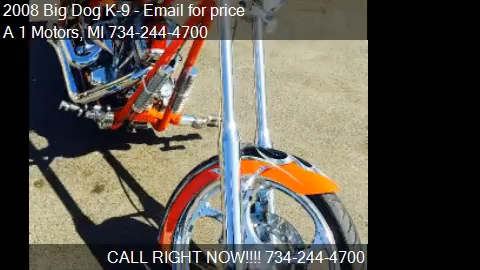 2008 Big Dog K-9 - Email for price
A 1 Motors, MI 734-244-4700
CALL RIGHT NOW!!!! 734-244-4700